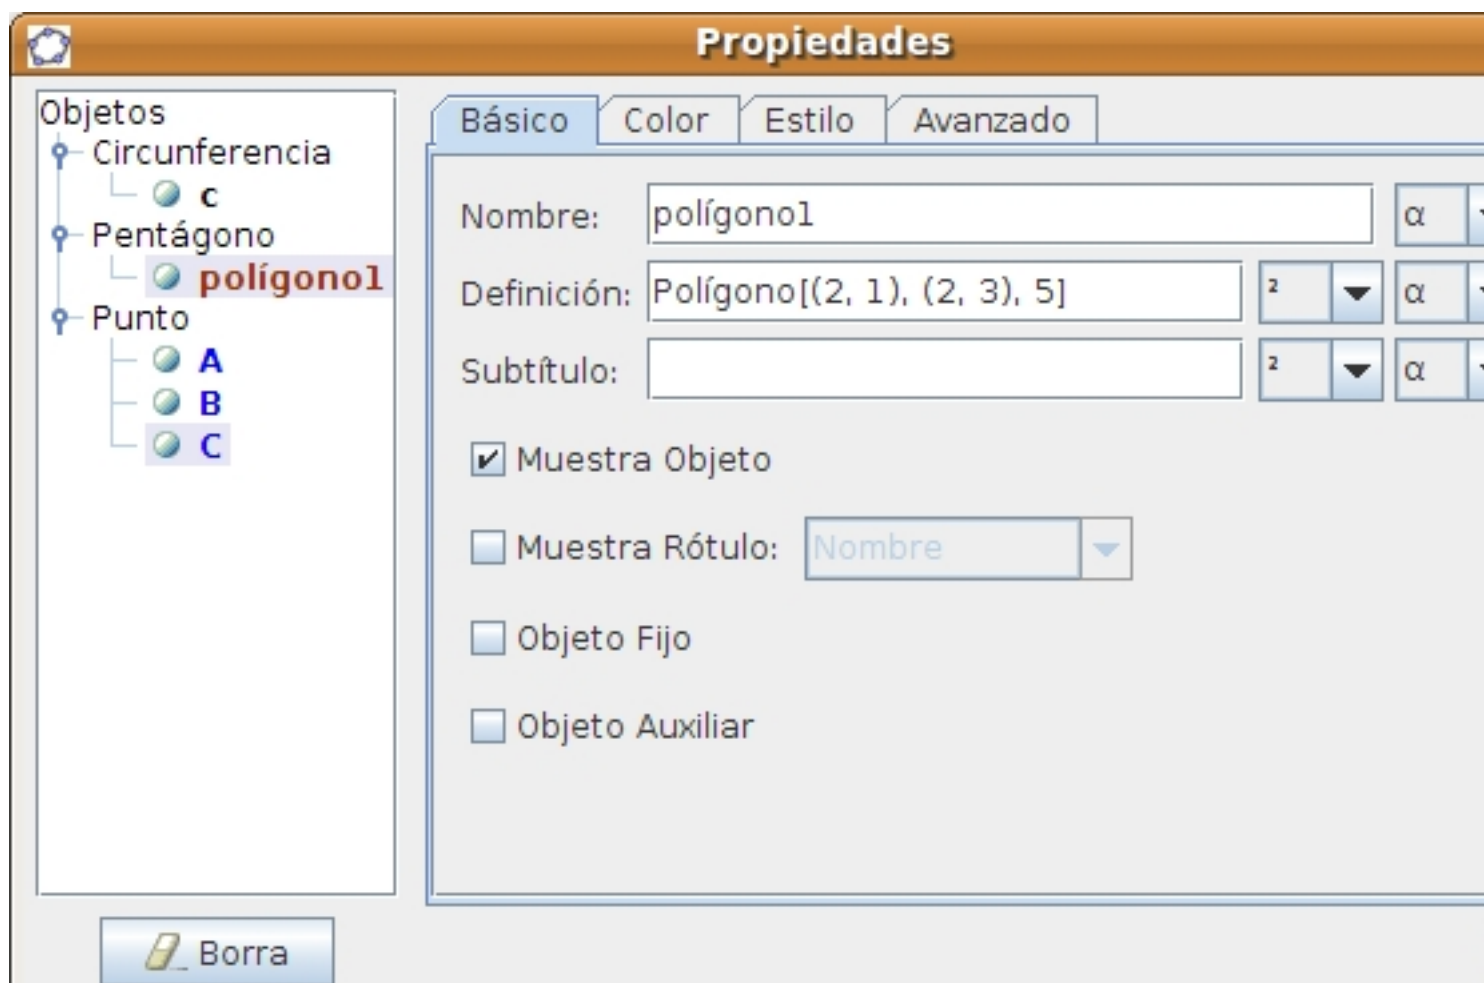 Propiedades
Objetos
Circunferencia
c
Pentágono
polígono1
Punto
A
B
C
Básico Color Estilo Avanzado
Nombre: polígono1 α
Definición: Polígono[(2, 1), (2, 3), 5] ² α
Subtítulo: ² α
Muestra Objeto
Muestra Rótulo: Nombre
Objeto Fijo
Objeto Auxiliar
Borra